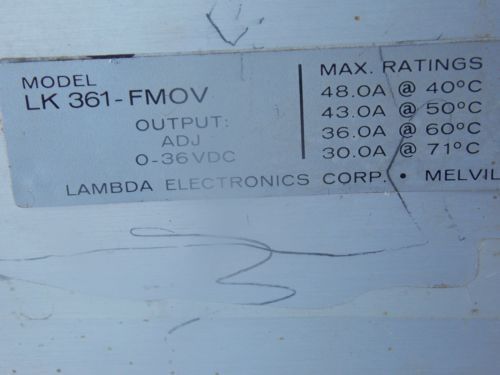 MODEL
LK 361-FMOV
OUTPUT:
ADJ
0-36VDC
MAX. RATINGS
48.0A @ 40°C
43.0A @ 50°C
36.0A @ 60°C
30.0A @ 71°C
LAMBDA ELECTRONICS CORP. • MELVIL